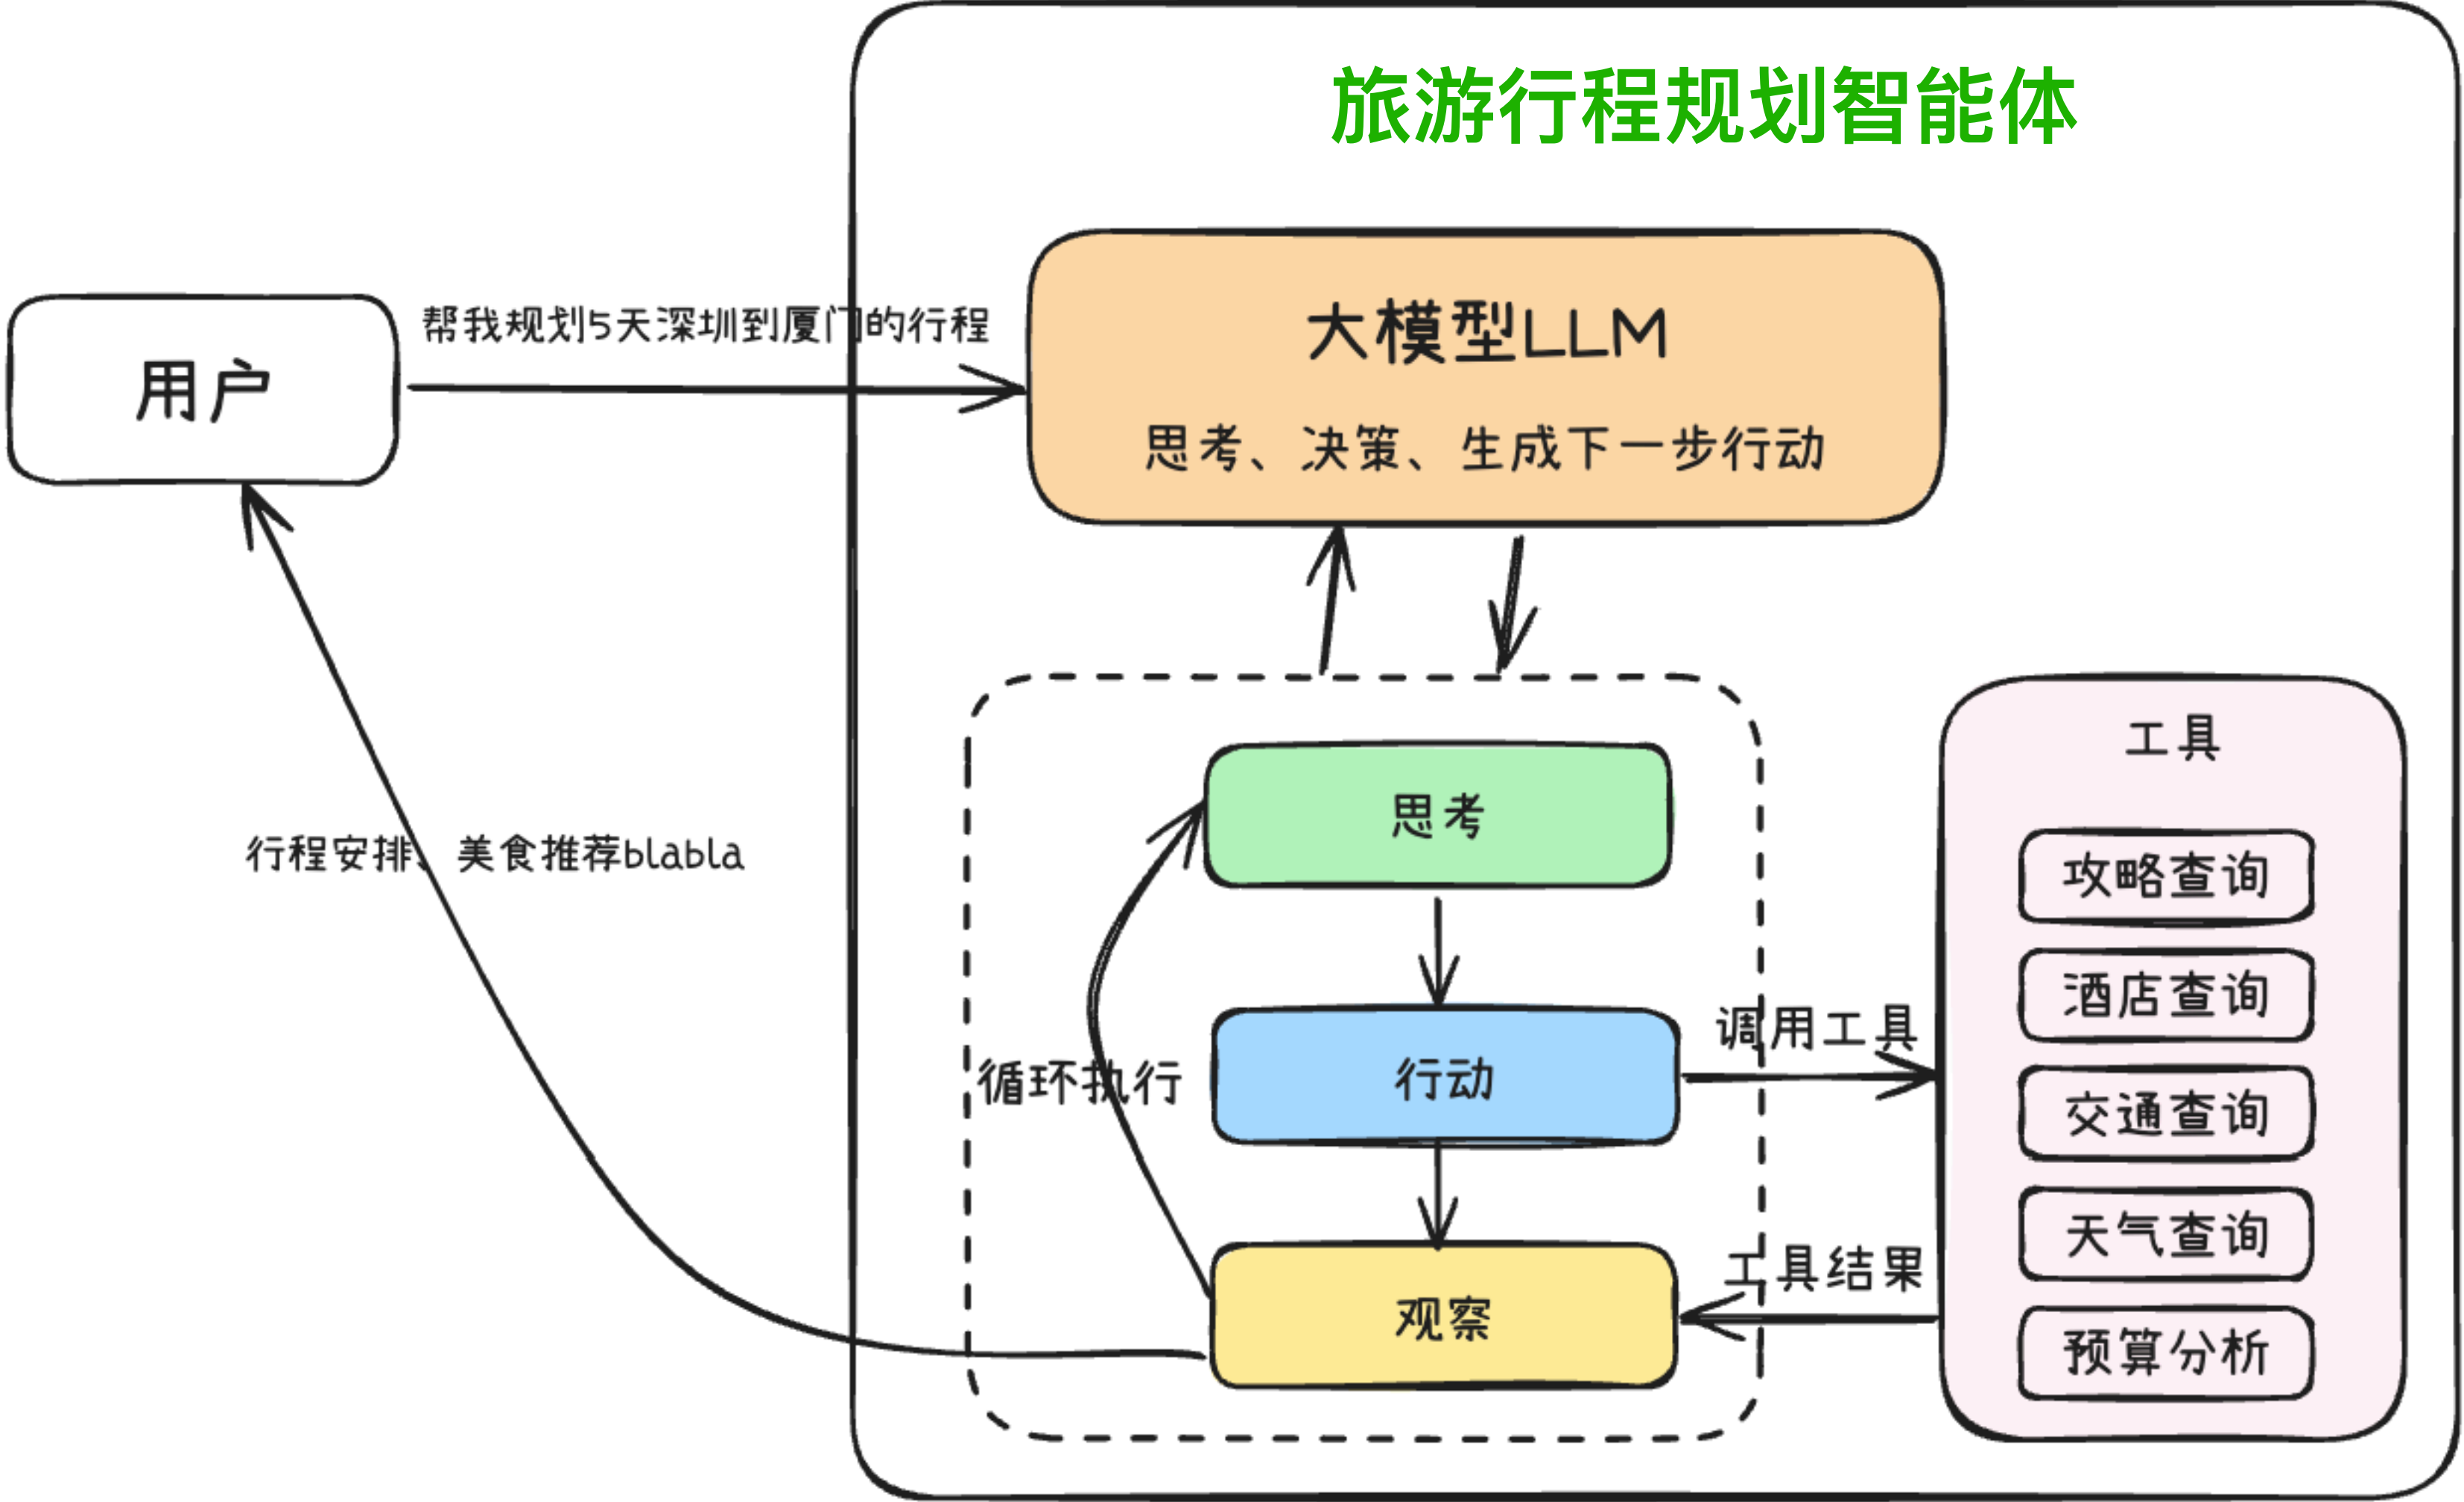 旅游行程规划智能体
帮我规划5天深圳到厦门的行程
用户
大模型LLM
思考、决策、生成下一步行动
工具
思考
行程安排、美食推荐blabla
攻略查询
酒店查询
调用工具
循环执行
行动
交通查询
天气查询
工具结果
观察
预算分析